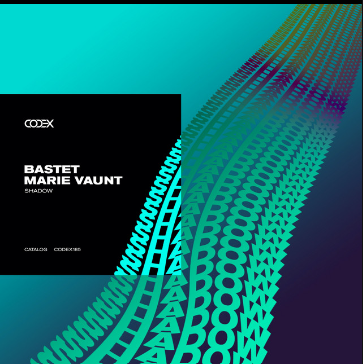 CODEX
BASTET
MARIE VAUNT
SHADOW
CATALOG CODEX185